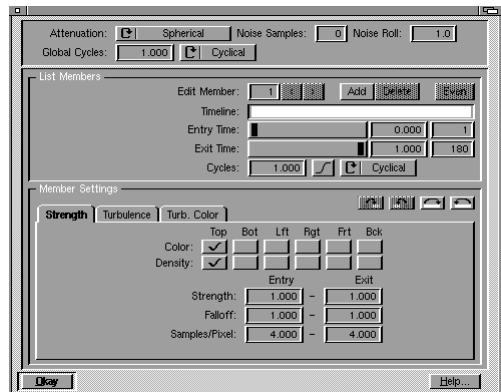 Attenuation: Spherical Noise Samples: 0 Noise Roll: 1.0
Global Cycles: 1.000 Cyclical
List Members
Edit Member: 1 < > Add Delete Even
Timeline:
Entry Time: 0.000 1
Exit Time: 1.000 180
Cycles: 1.000 Cyclical
Member Settings
Strength Turbulence Turb. Color
Top Bot Lft Rgt Frt Bck
Color:
Density:
Entry Exit
Strength: 1.000 – 1.000
Falloff: 1.000 – 1.000
Samples/Pixel: 4.000 – 4.000
Okay Help...